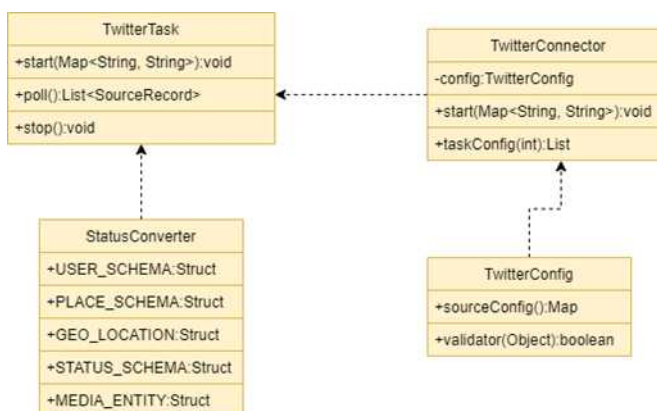 TwitterTask
+start(Map<String, String>):void
+poll():List<SourceRecord>
+stop():void
TwitterConnector
-config:TwitterConfig
+start(Map<String, String>):void
+taskConfig(int):List
StatusConverter
+USER_SCHEMA:Struct
+PLACE_SCHEMA:Struct
+GEO_LOCATION:Struct
+STATUS_SCHEMA:Struct
+MEDIA_ENTITY:Struct
TwitterConfig
+sourceConfig():Map
+validator(Object):boolean